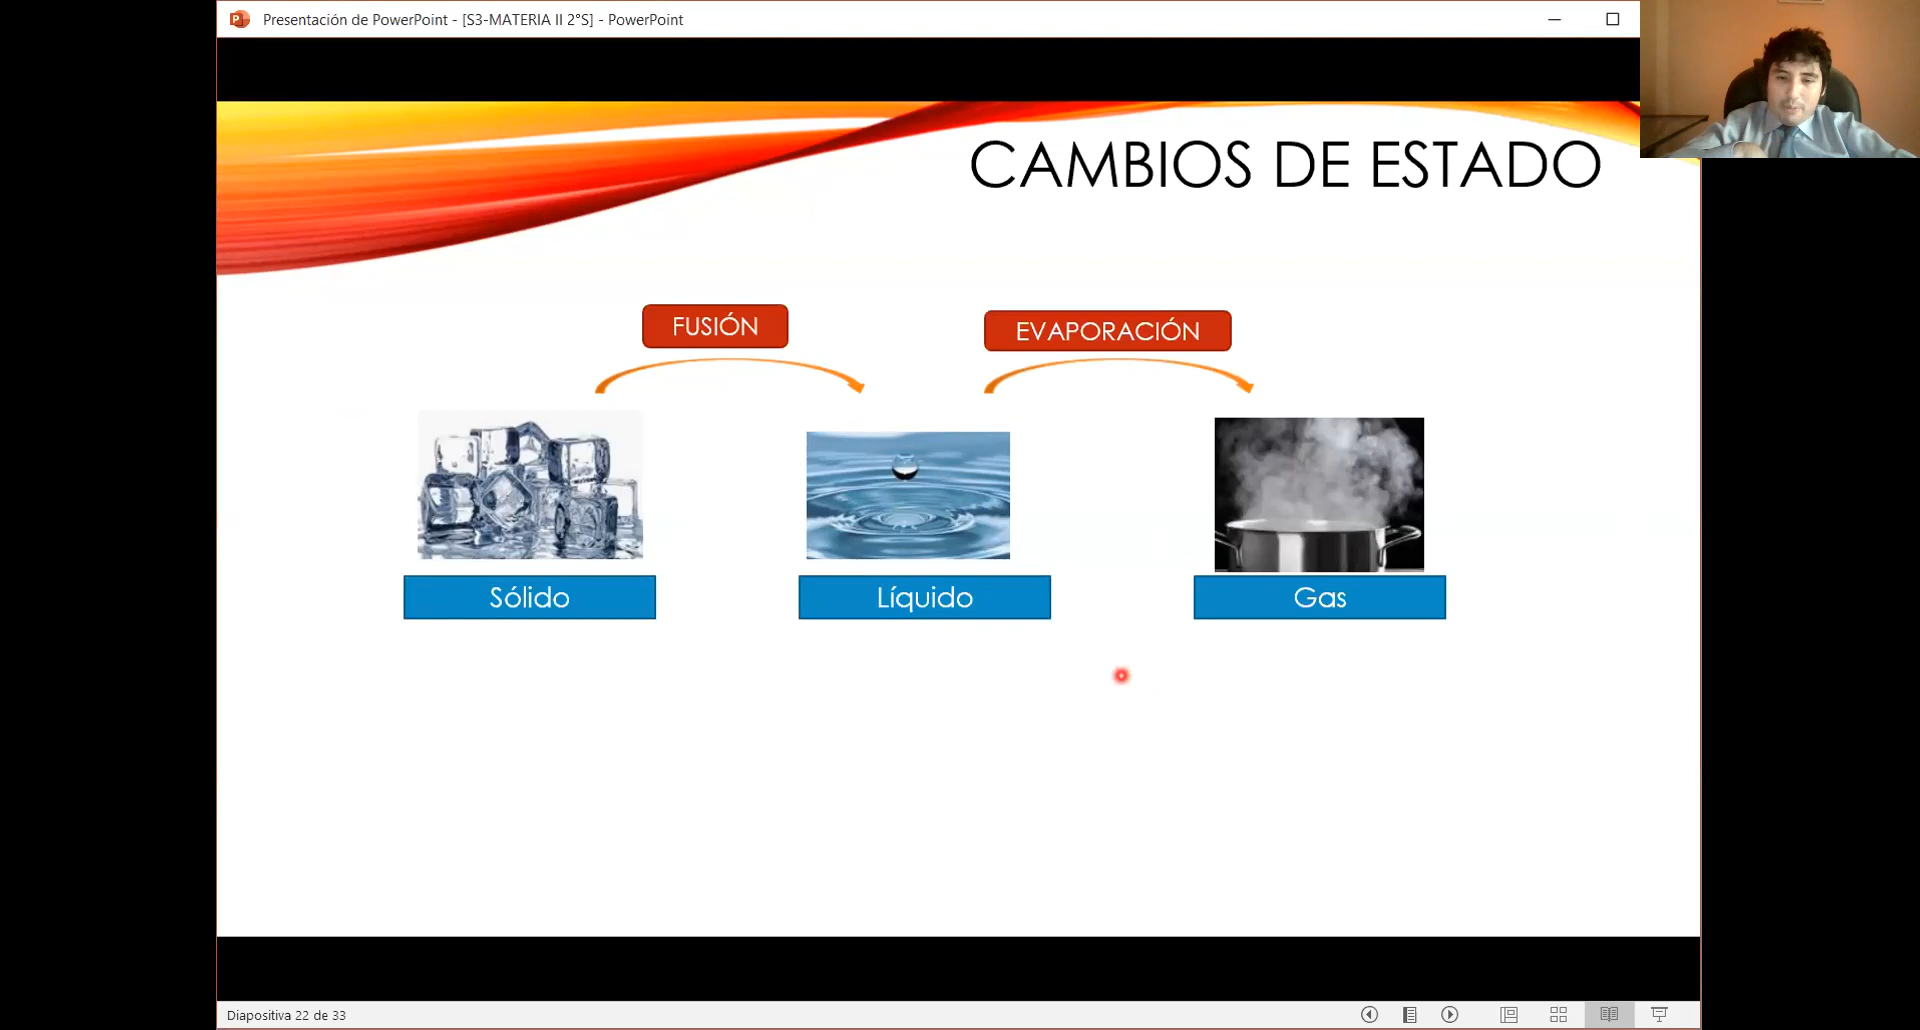 Presentación de PowerPoint - [S3-MATERIA II 2°S] - PowerPoint
CAMBIOS DE ESTADO
FUSIÓN
EVAPORACIÓN
Sólido
Líquido
Gas
Diapositiva 22 de 33